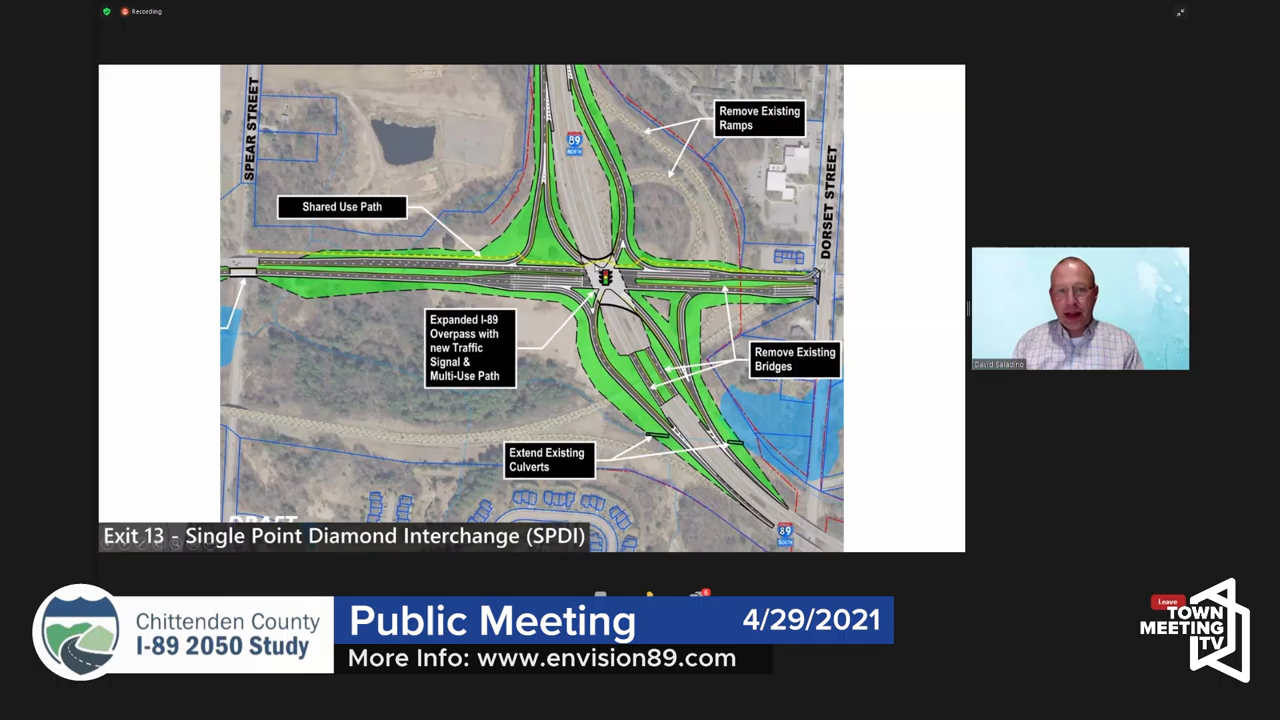 Recording
SPEAR STREET
89
NORTH
Remove Existing
Ramps
DORSET STREET
Shared Use Path
Expanded I-89
Overpass with
new Traffic
Signal &
Multi-Use Path
Remove Existing
Bridges
Extend Existing
Culverts
DRAFT
89
SOUTH
Exit 13 - Single Point Diamond Interchange (SPDI)
David Saladino
6
Leave
Chittenden County
I-89 2050 Study
Public Meeting
4/29/2021
More Info: www.envision89.com
TOWN
MEETING
TV